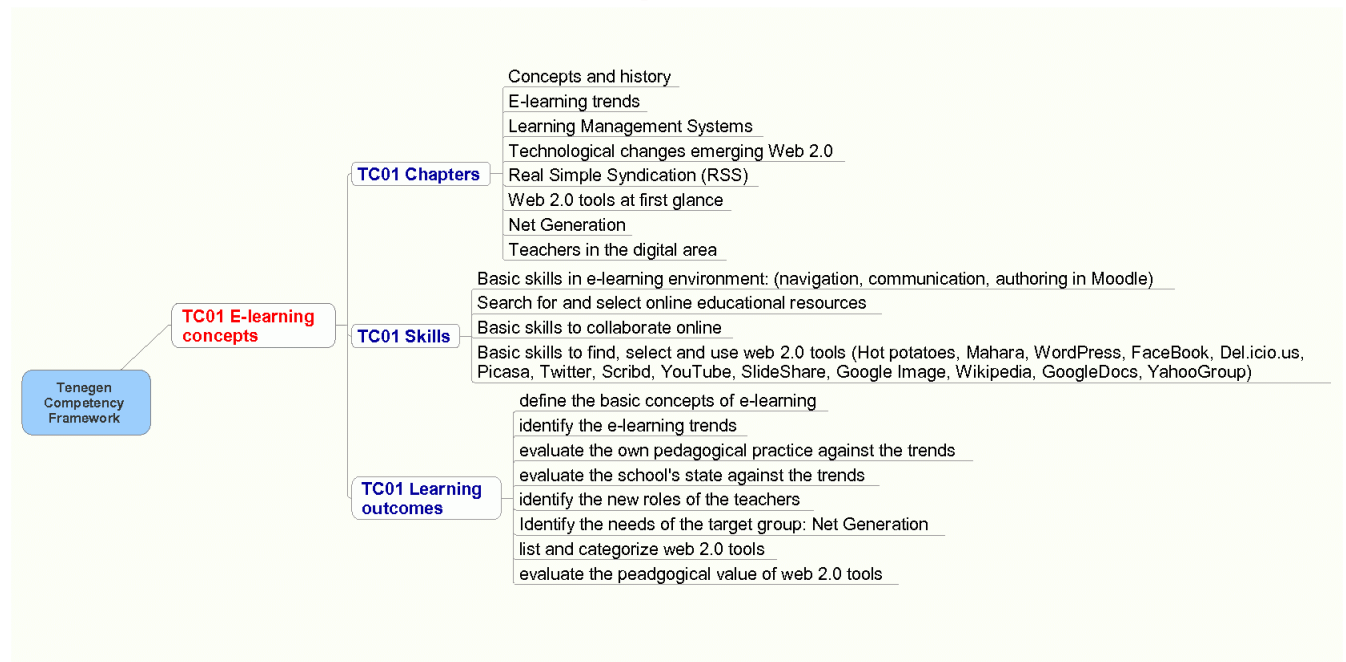 Tenegen
Competency
Framework
TC01 E-learning
concepts
TC01 Chapters
Concepts and history
E-learning trends
Learning Management Systems
Technological changes emerging Web 2.0
Real Simple Syndication (RSS)
Web 2.0 tools at first glance
Net Generation
Teachers in the digital area
TC01 Skills
Basic skills in e-learning environment: (navigation, communication, authoring in Moodle)
Search for and select online educational resources
Basic skills to collaborate online
Basic skills to find, select and use web 2.0 tools (Hot potatoes, Mahara, WordPress, FaceBook, Del.icio.us,
Picasa, Twitter, Scribd, YouTube, SlideShare, Google Image, Wikipedia, GoogleDocs, YahooGroup)
TC01 Learning
outcomes
define the basic concepts of e-learning
identify the e-learning trends
evaluate the own pedagogical practice against the trends
evaluate the school's state against the trends
identify the new roles of the teachers
Identify the needs of the target group: Net Generation
list and categorize web 2.0 tools
evaluate the peadgogical value of web 2.0 tools